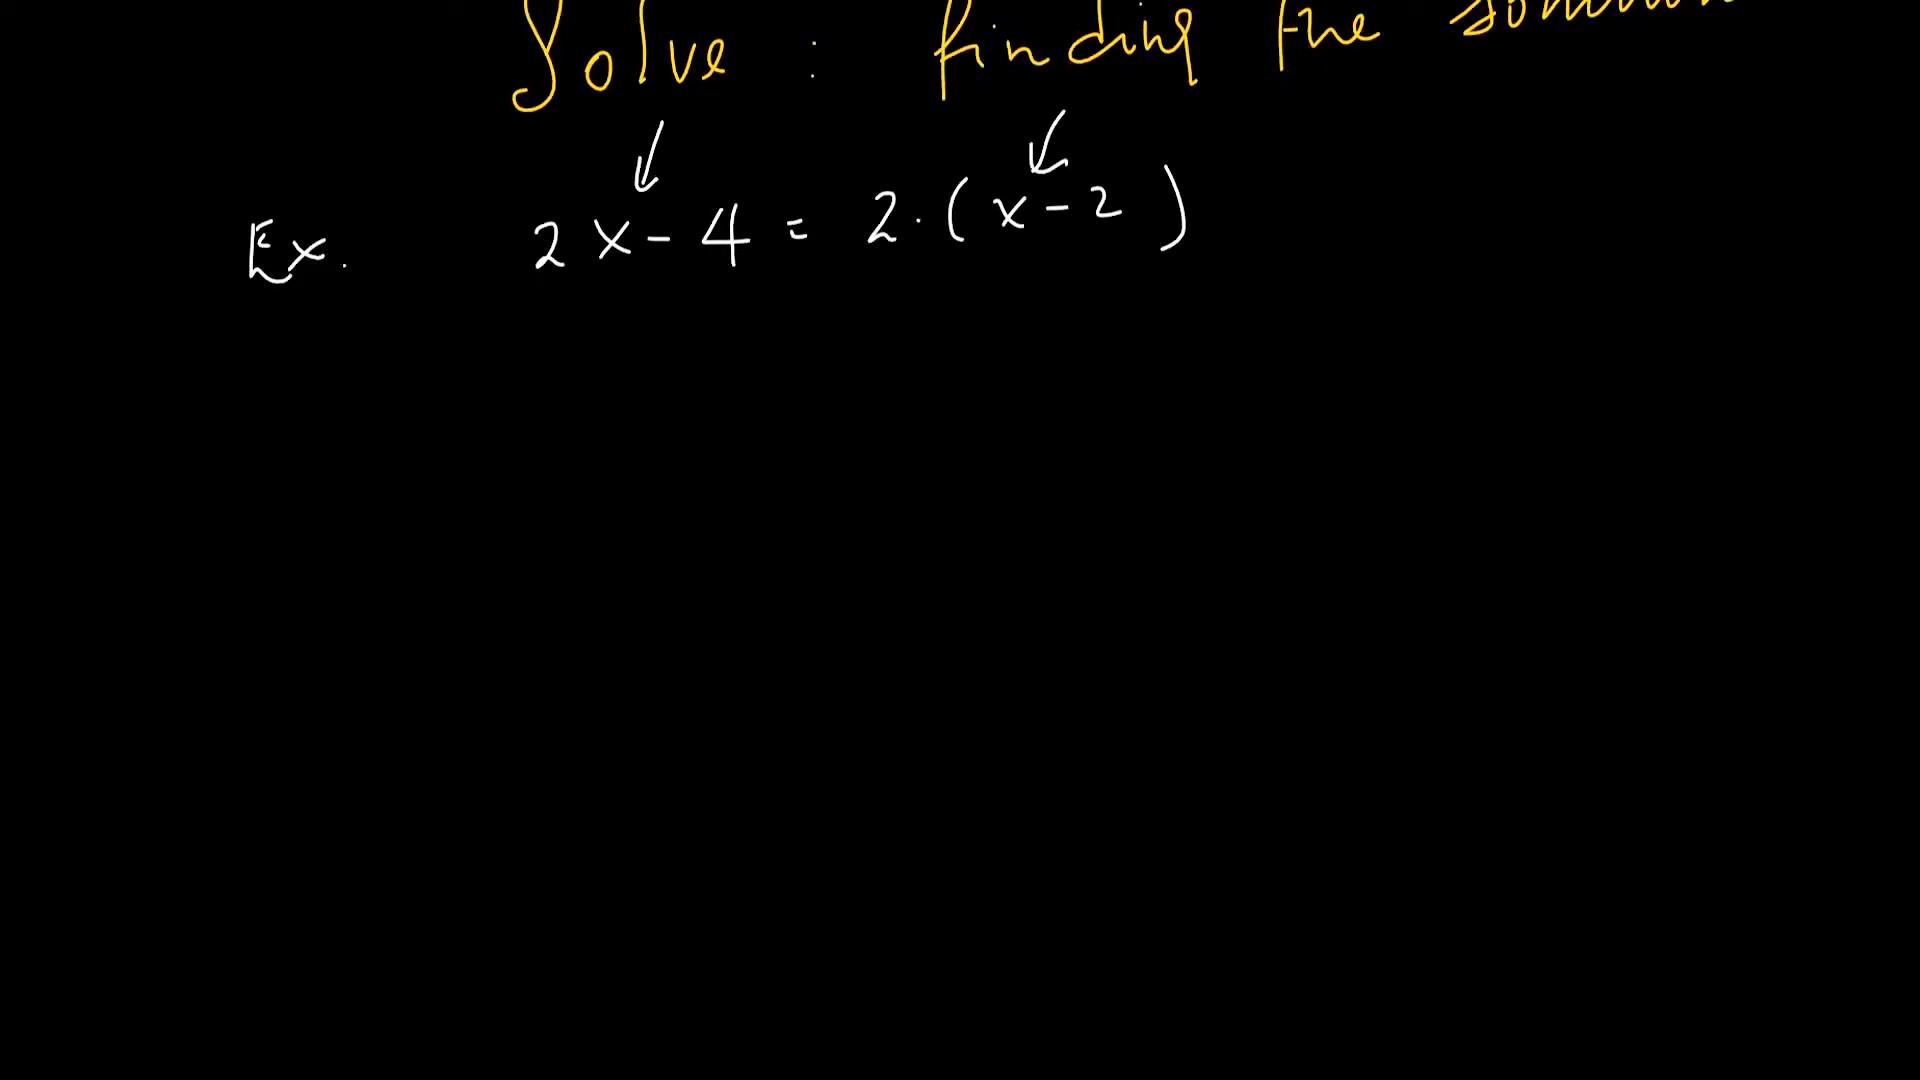 Solve : finding the
Ex. 2x - 4 = 2·(x - 2)